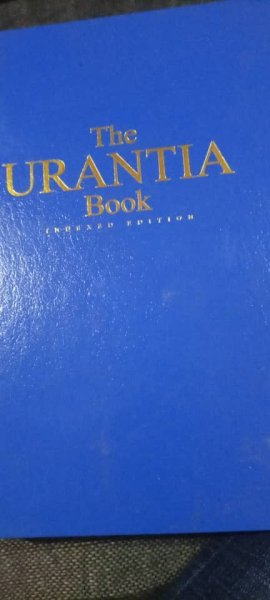 The
URANTIA
Book
INDEXED EDITION